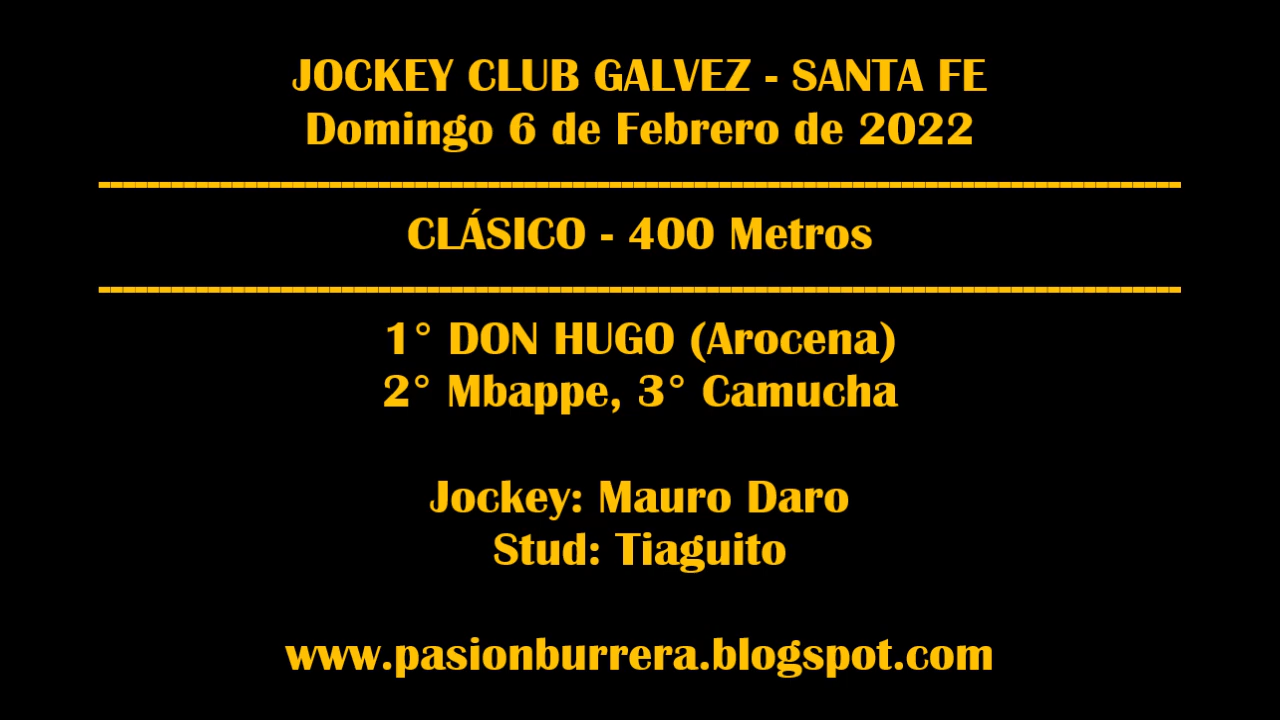 JOCKEY CLUB GALVEZ - SANTA FE
Domingo 6 de Febrero de 2022
CLÁSICO - 400 Metros
1° DON HUGO (Arocena)
2° Mbappe, 3° Camucha
Jockey: Mauro Daro
Stud: Tiaguito
www.pasionburrera.blogspot.com